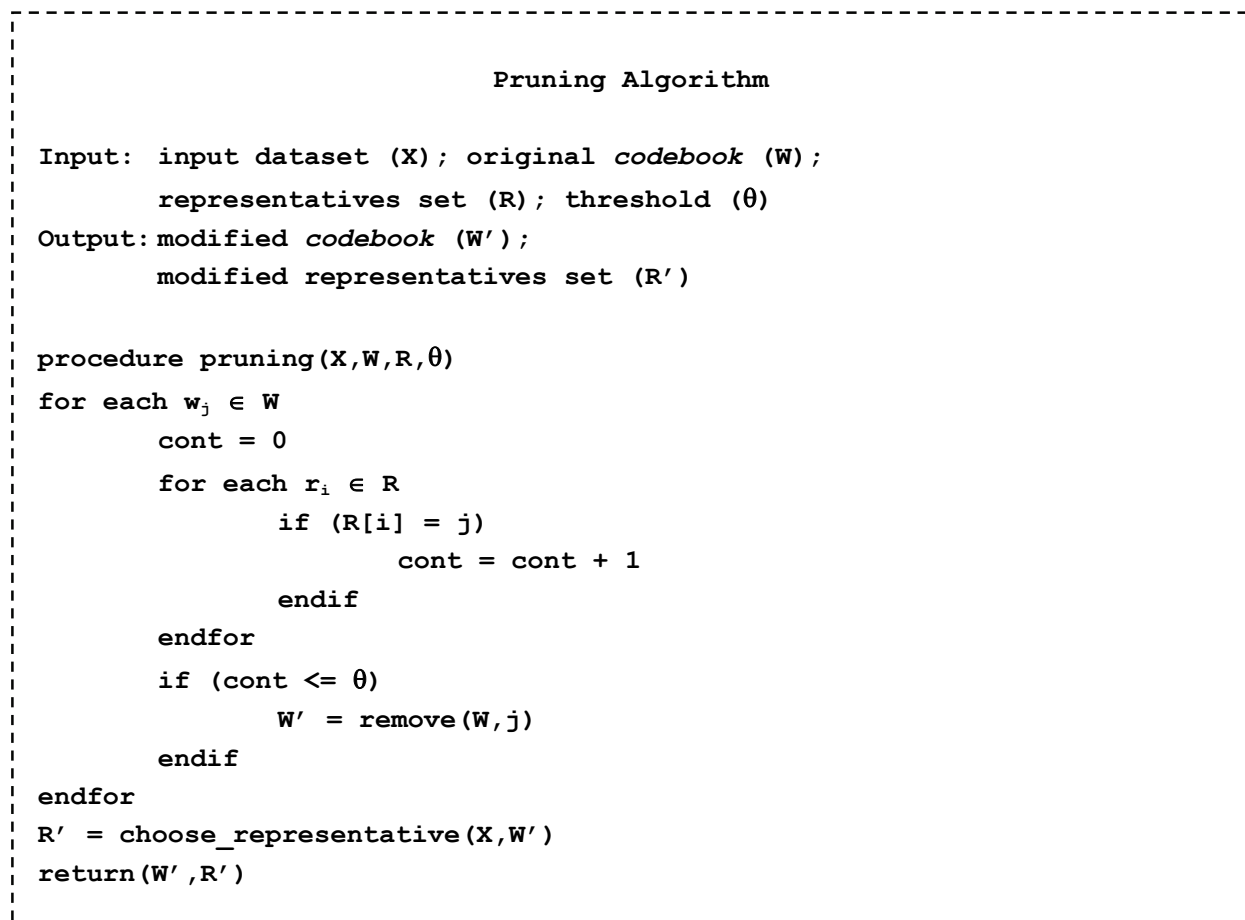 Pruning Algorithm
Input: input dataset (X); original codebook (W);
representatives set (R); threshold (θ)
Output: modified codebook (W’);
modified representatives set (R’)
procedure pruning(X,W,R,θ)
for each wⱼ ∈ W
cont = 0
for each rᵢ ∈ R
if (R[i] = j)
cont = cont + 1
endif
endfor
if (cont <= θ)
W’ = remove(W,j)
endif
endfor
R’ = choose_representative(X,W’)
return(W’,R’)